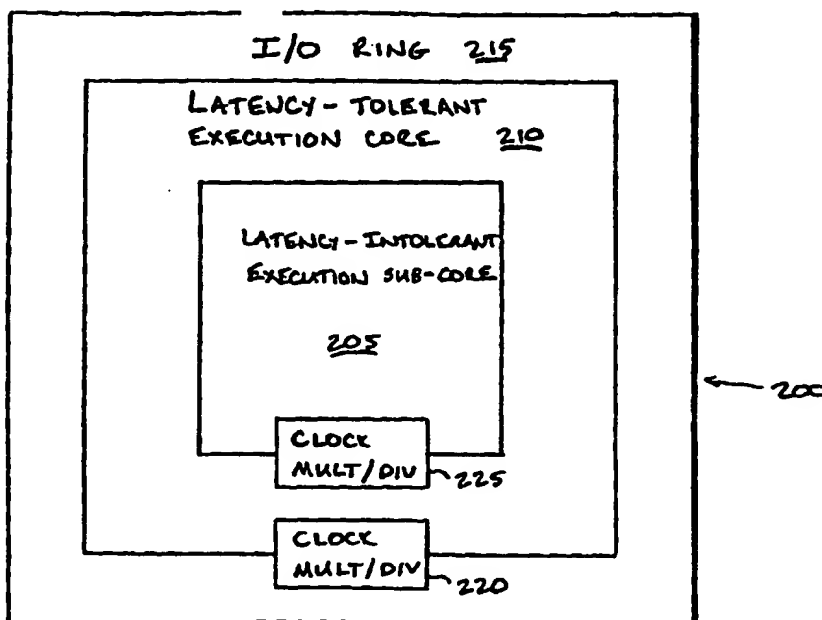 I/O RING 215
LATENCY-TOLERANT
EXECUTION CORE 210
LATENCY-INTOLERANT
EXECUTION SUB-CORE
205
200
CLOCK
MULT/DIV
225
CLOCK
MULT/DIV
220